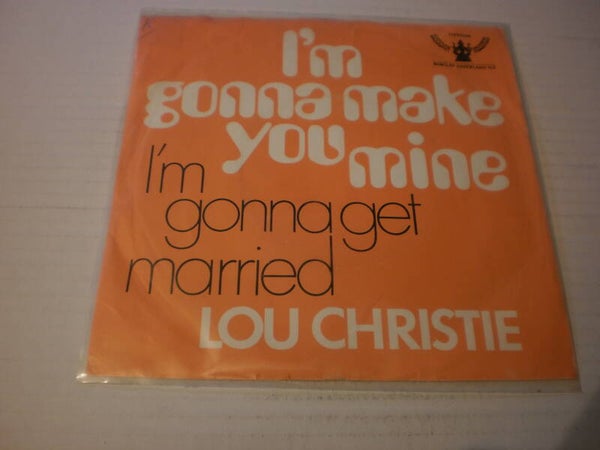 I'm
gonna make
you mine
I'm
gonna get
married
LOU CHRISTIE